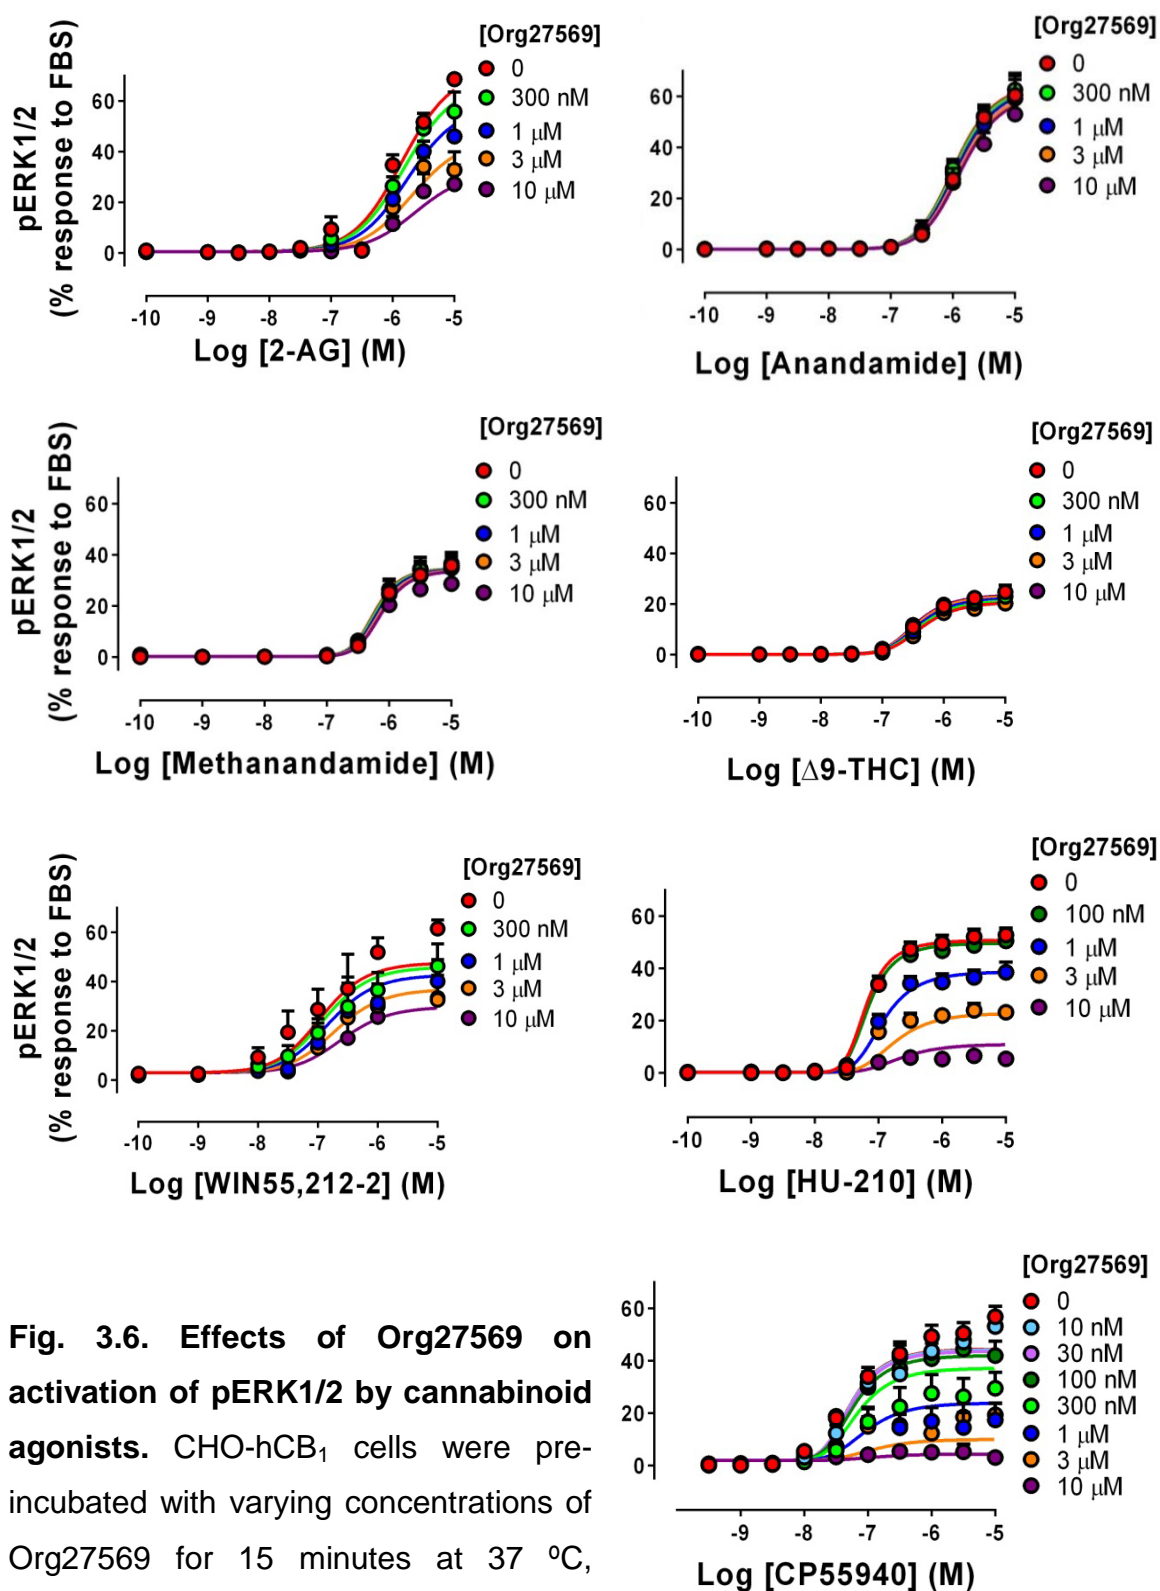 [Org27569]
0
300 nM
1 μM
3 μM
10 μM
pERK1/2
(% response to FBS)
60
40
20
0
-10 -9 -8 -7 -6 -5
Log [2-AG] (M)
[Org27569]
0
300 nM
1 μM
3 μM
10 μM
60
40
20
0
-10 -9 -8 -7 -6 -5
Log [Anandamide] (M)
[Org27569]
0
300 nM
1 μM
3 μM
10 μM
pERK1/2
(% response to FBS)
60
40
20
0
-10 -9 -8 -7 -6 -5
Log [Methanandamide] (M)
[Org27569]
0
300 nM
1 μM
3 μM
10 μM
60
40
20
0
-10 -9 -8 -7 -6 -5
Log [Δ9-THC] (M)
[Org27569]
0
300 nM
1 μM
3 μM
10 μM
pERK1/2
(% response to FBS)
60
40
20
0
-10 -9 -8 -7 -6 -5
Log [WIN55,212-2] (M)
[Org27569]
0
100 nM
1 μM
3 μM
10 μM
60
40
20
0
-10 -9 -8 -7 -6 -5
Log [HU-210] (M)
[Org27569]
0
10 nM
30 nM
100 nM
300 nM
1 μM
3 μM
10 μM
60
40
20
0
-9 -8 -7 -6 -5
Log [CP55940] (M)
Fig. 3.6. Effects of Org27569 on
activation of pERK1/2 by cannabinoid
agonists. CHO-hCB₁ cells were pre-
incubated with varying concentrations of
Org27569 for 15 minutes at 37 ºC,